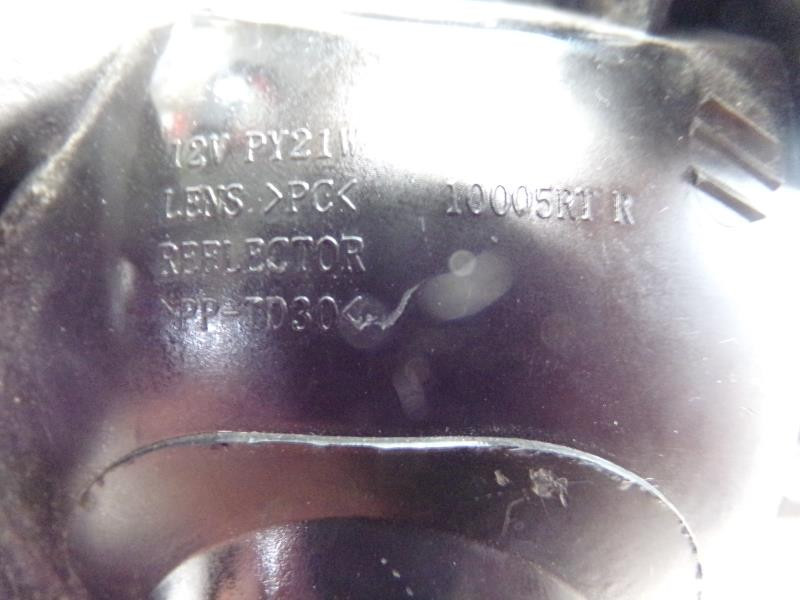 12V PY21W
LENS >PC< 10005RT R
REFLECTOR
>PP-TD30<